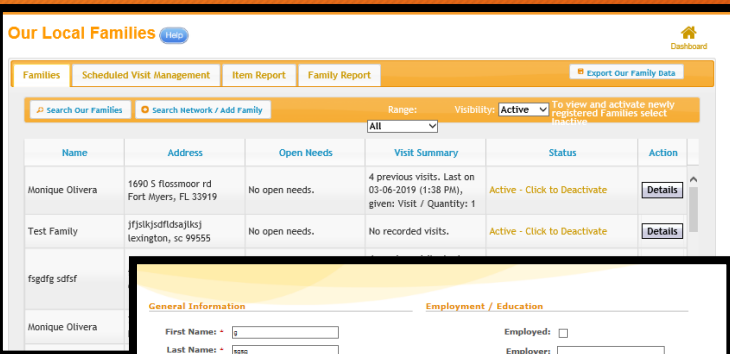 Our Local Families Help
Dashboard
Families Scheduled Visit Management Item Report Family Report Export Our Family Data
Search Our Families Search Network / Add Family Range: Visibility: Active To view and activate newly
registered Families select
Inactive
All
Name Address Open Needs Visit Summary Status Action
Monique Olivera 1690 S flossmoor rd
Fort Myers, FL 33919 No open needs. 4 previous visits. Last on
03-06-2019 (1:38 PM),
given: Visit / Quantity: 1 Active - Click to Deactivate Details
Test Family jfjslkjsdfldsajlksj
lexington, sc 99555 No open needs. No recorded visits. Active - Click to Deactivate Details
fsgdfg sdfsf
Monique Olivera
General Information Employment / Education
First Name: * g Employed:
Last Name: * Employer: